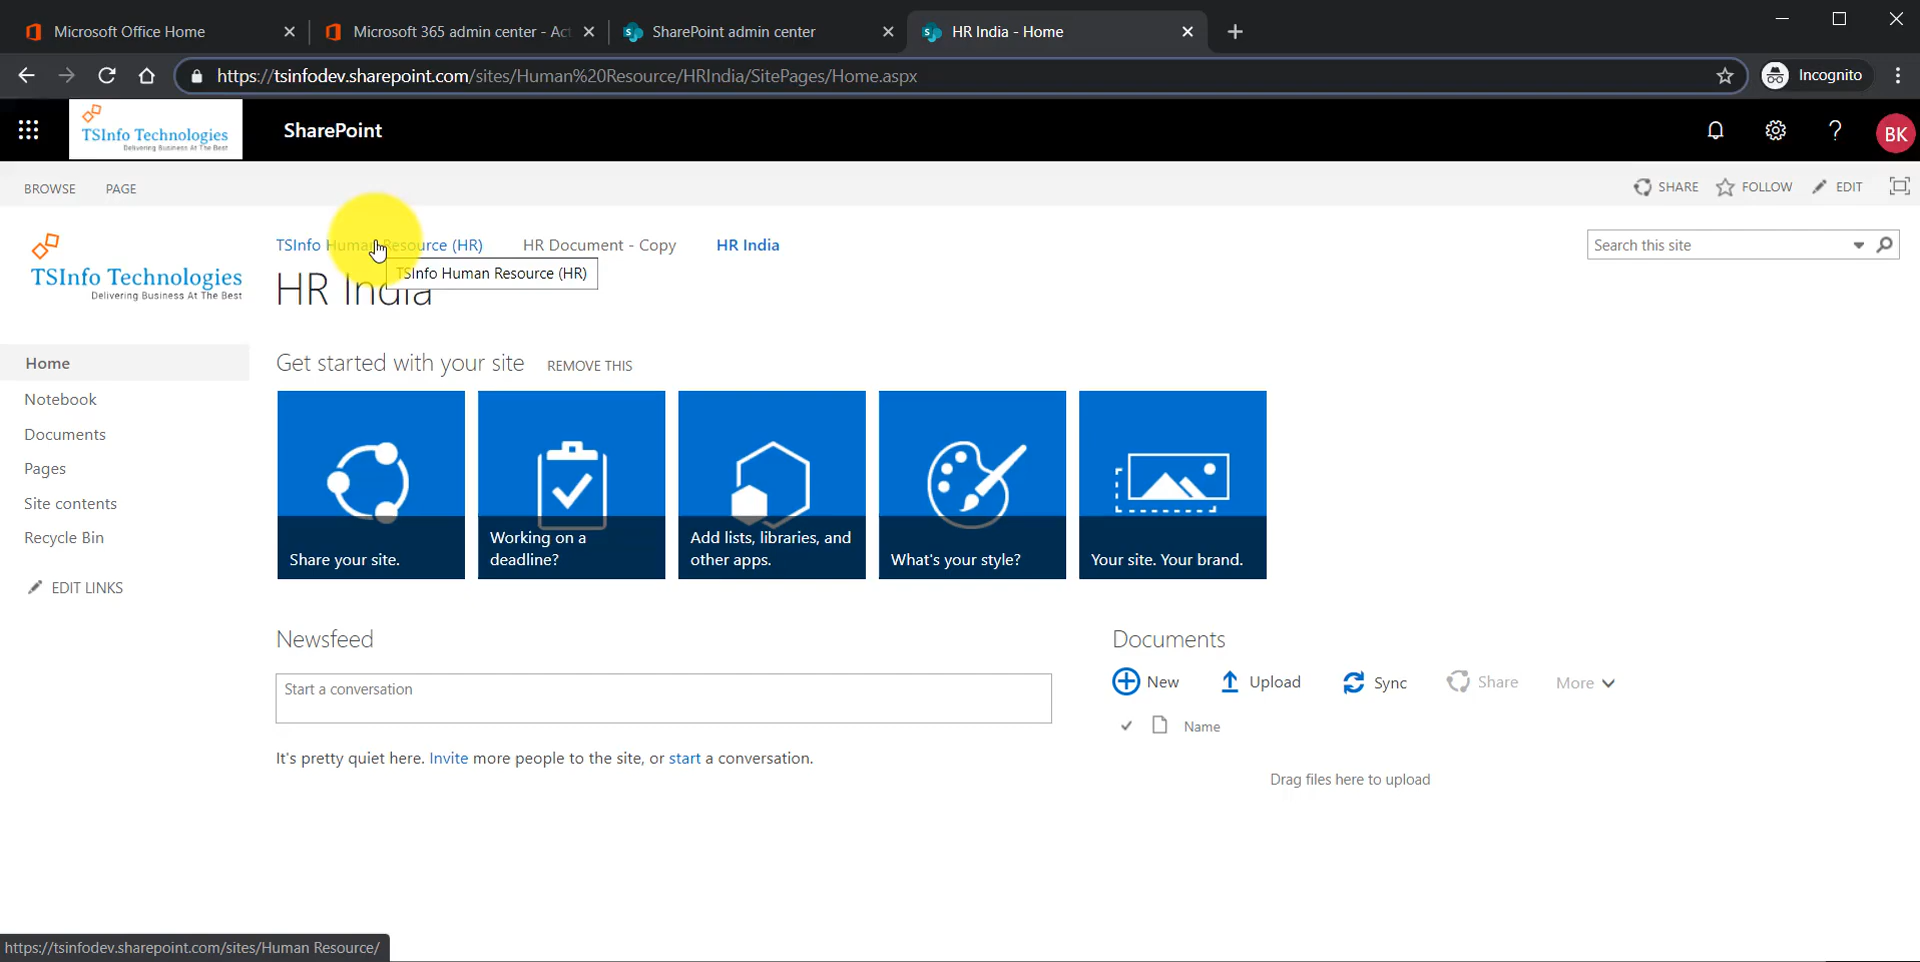 Microsoft Office Home
Microsoft 365 admin center - Act
SharePoint admin center
HR India - Home
https://tsinfodev.sharepoint.com/sites/Human%20Resource/HRIndia/SitePages/Home.aspx
Incognito
TSInfo Technologies
Delivering Business At The Best
SharePoint
BK
BROWSE
PAGE
SHARE
FOLLOW
EDIT
TSInfo Technologies
Delivering Business At The Best
TSInfo Human Resource (HR)
HR Document - Copy
HR India
Search this site
TSInfo Human Resource (HR)
HR India
Home
Notebook
Documents
Pages
Site contents
Recycle Bin
EDIT LINKS
Get started with your site
REMOVE THIS
Share your site.
Working on a
deadline?
Add lists, libraries, and
other apps.
What's your style?
Your site. Your brand.
Newsfeed
Start a conversation
It's pretty quiet here. Invite more people to the site, or start a conversation.
Documents
New
Upload
Sync
Share
More
Name
Drag files here to upload
https://tsinfodev.sharepoint.com/sites/Human Resource/